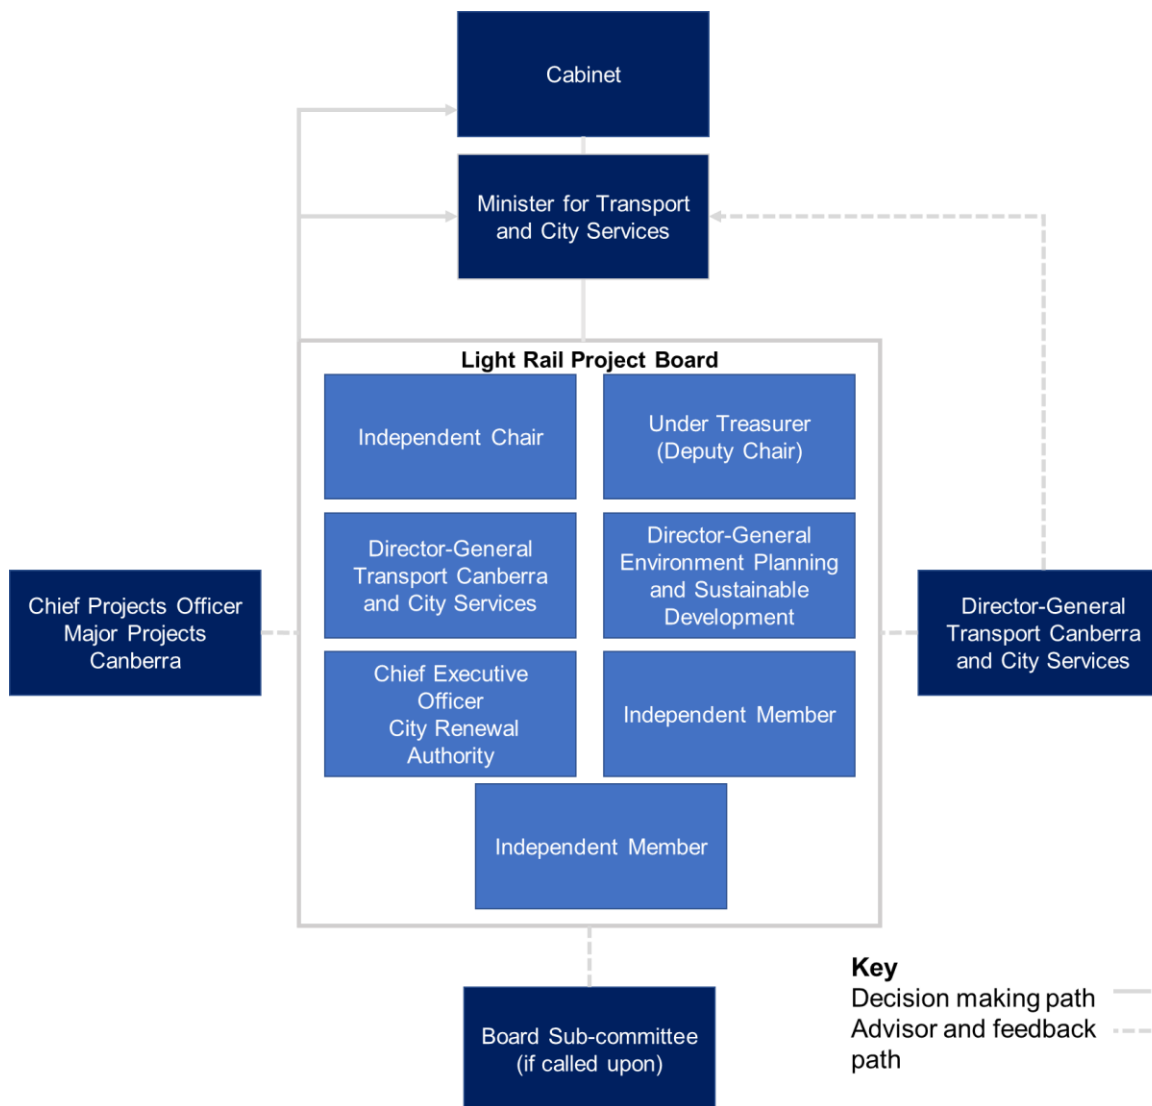 Cabinet
Minister for Transport
and City Services
Light Rail Project Board
Independent Chair
Under Treasurer
(Deputy Chair)
Director-General
Transport Canberra
and City Services
Director-General
Environment Planning
and Sustainable
Development
Chief Projects Officer
Major Projects
Canberra
Director-General
Transport Canberra
and City Services
Chief Executive
Officer
City Renewal
Authority
Independent Member
Independent Member
Board Sub-committee
(if called upon)
Key
Decision making path
Advisor and feedback
path